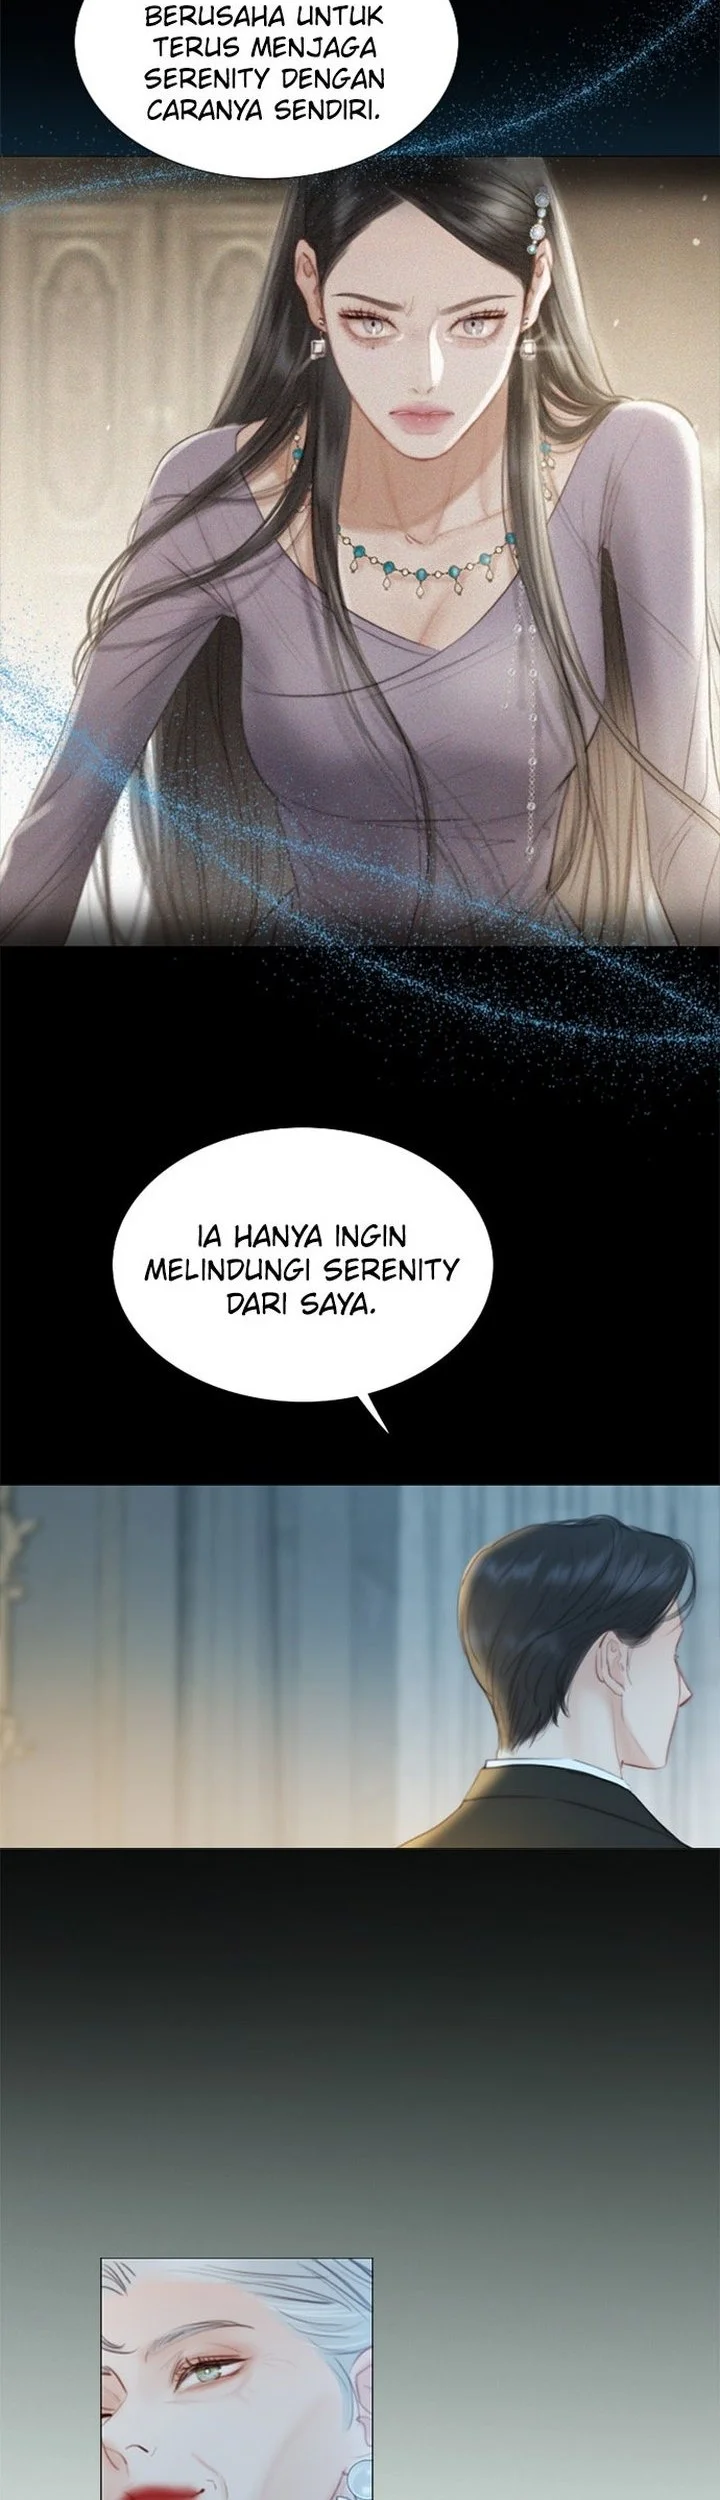 BERUSAHA UNTUK
TERUS MENJAGA
SERENITY DENGAN
CARANYA SENDIRI.
IA HANYA INGIN
MELINDUNGI SERENITY
DARI SAYA.